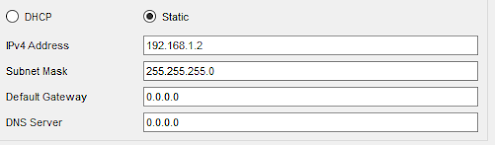 DHCP Static
IPv4 Address 192.168.1.2
Subnet Mask 255.255.255.0
Default Gateway 0.0.0.0
DNS Server 0.0.0.0